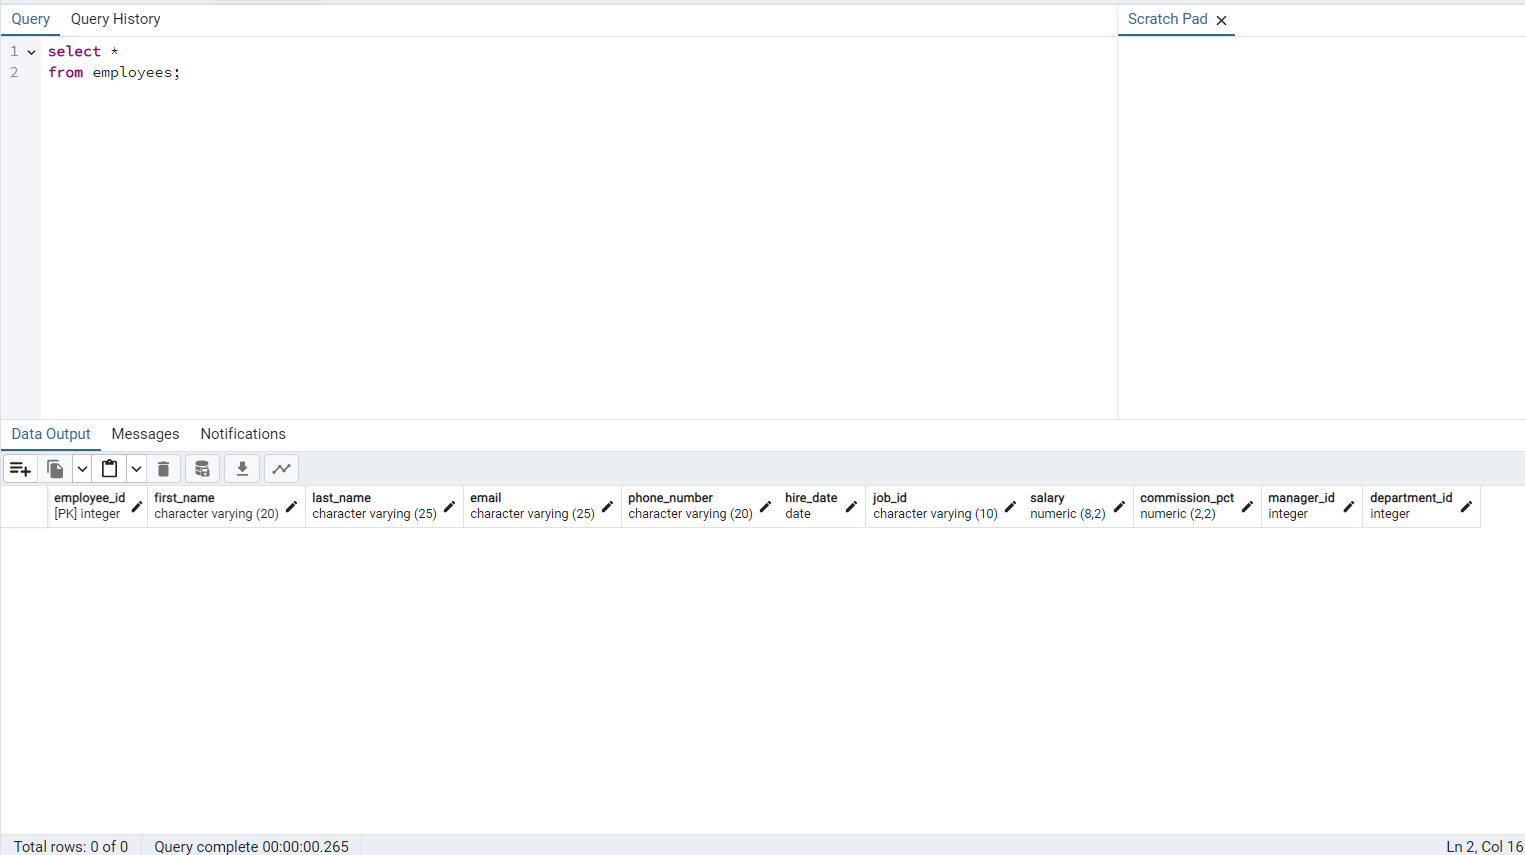 Query Query History
Scratch Pad
1 select *
2 from employees;
Data Output Messages Notifications
employee_id first_name last_name email phone_number hire_date job_id salary commission_pct manager_id department_id
[PK] integer character varying (20) character varying (25) character varying (25) character varying (20) date character varying (10) numeric (8,2) numeric (2,2) integer integer
Total rows: 0 of 0 Query complete 00:00:00.265 Ln 2, Col 16